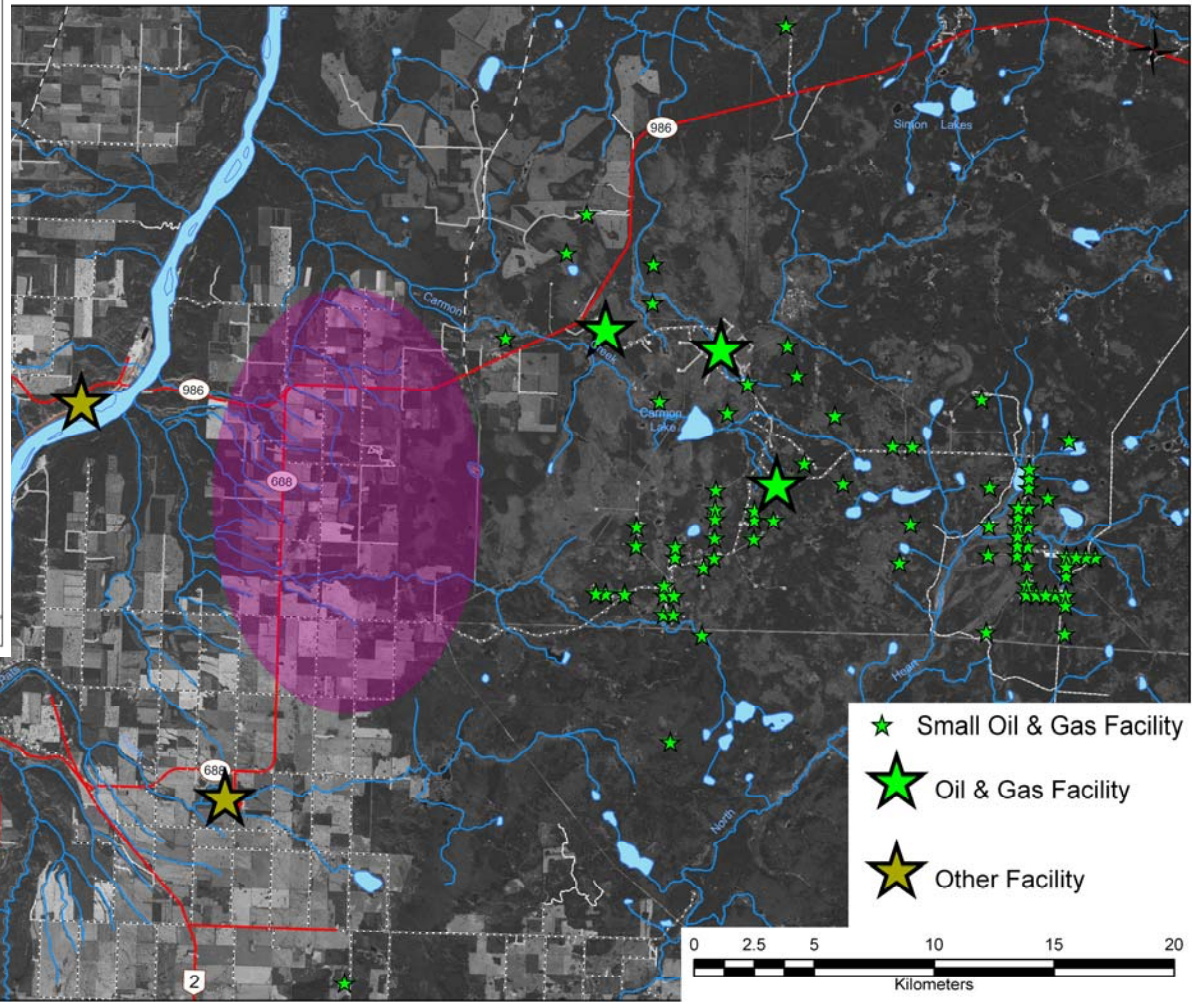 Simon Lakes
986
Carmon
Creek
986
Carmon
Lake
688
Heart
North
688
2
Small Oil & Gas Facility
Oil & Gas Facility
Other Facility
0 2.5 5 10 15 20
Kilometers